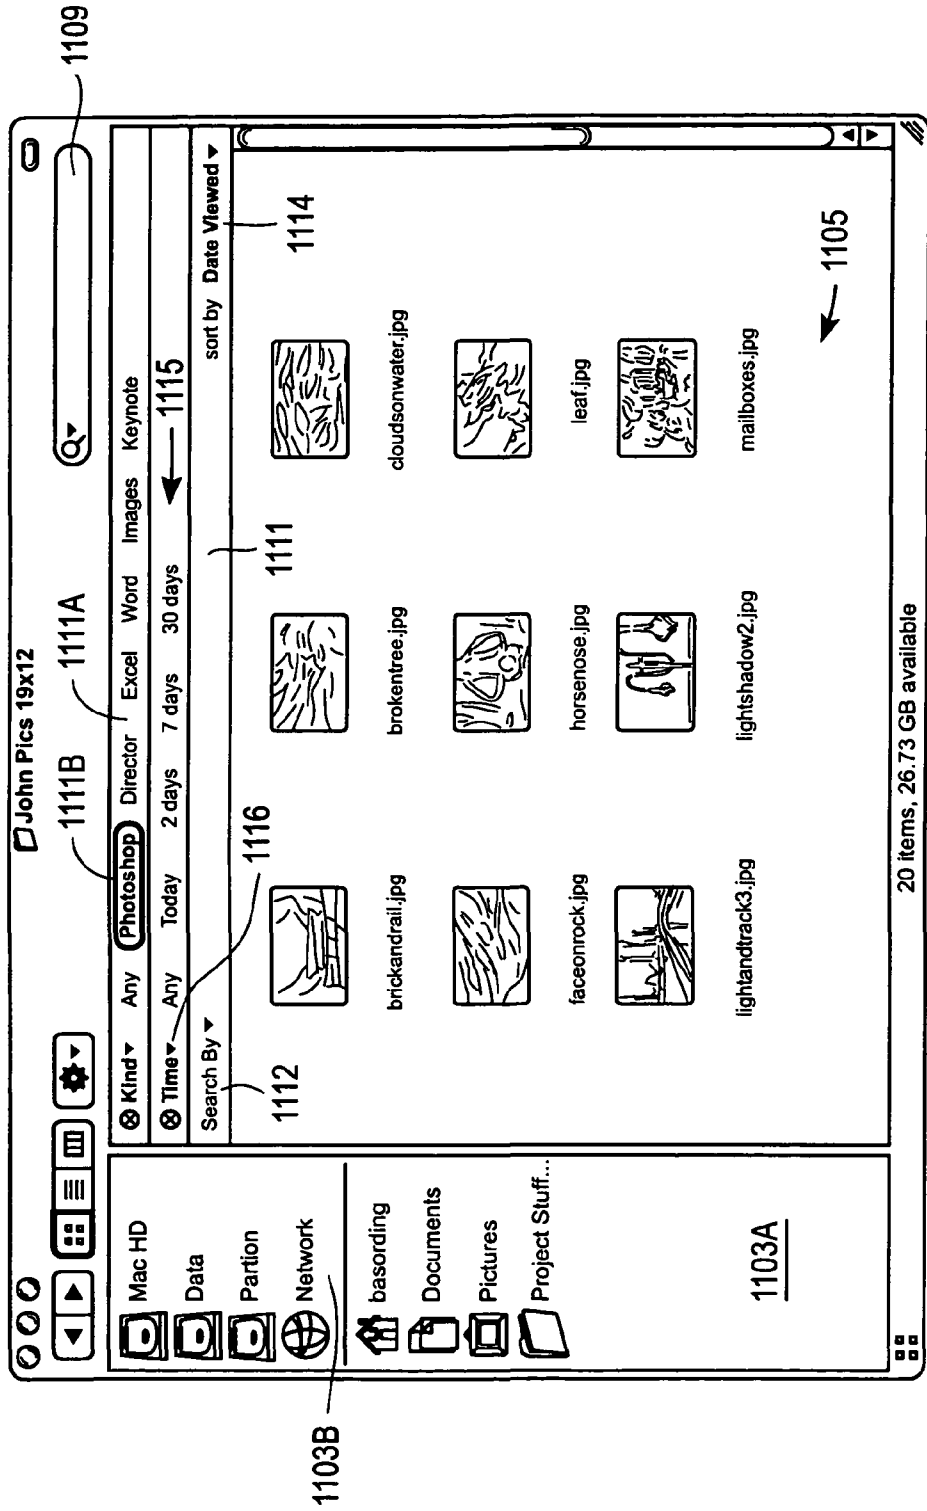 John Pics 19x12
1109
1111B
1111A
Kind Any Photoshop Director Excel Word Images Keynote
Time Any Today 2 days 7 days 30 days
1115
Search By
sort by Date Viewed
1112
1116
1111
1114
Mac HD
Data
Partion
Network
1103B
basording
Documents
Pictures
Project Stuff...
1103A
brickandrail.jpg
brokentree.jpg
cloudsonwater.jpg
faceonrock.jpg
horsenose.jpg
leaf.jpg
lightandtrack3.jpg
lightshadow2.jpg
mailboxes.jpg
1105
20 items, 26.73 GB available